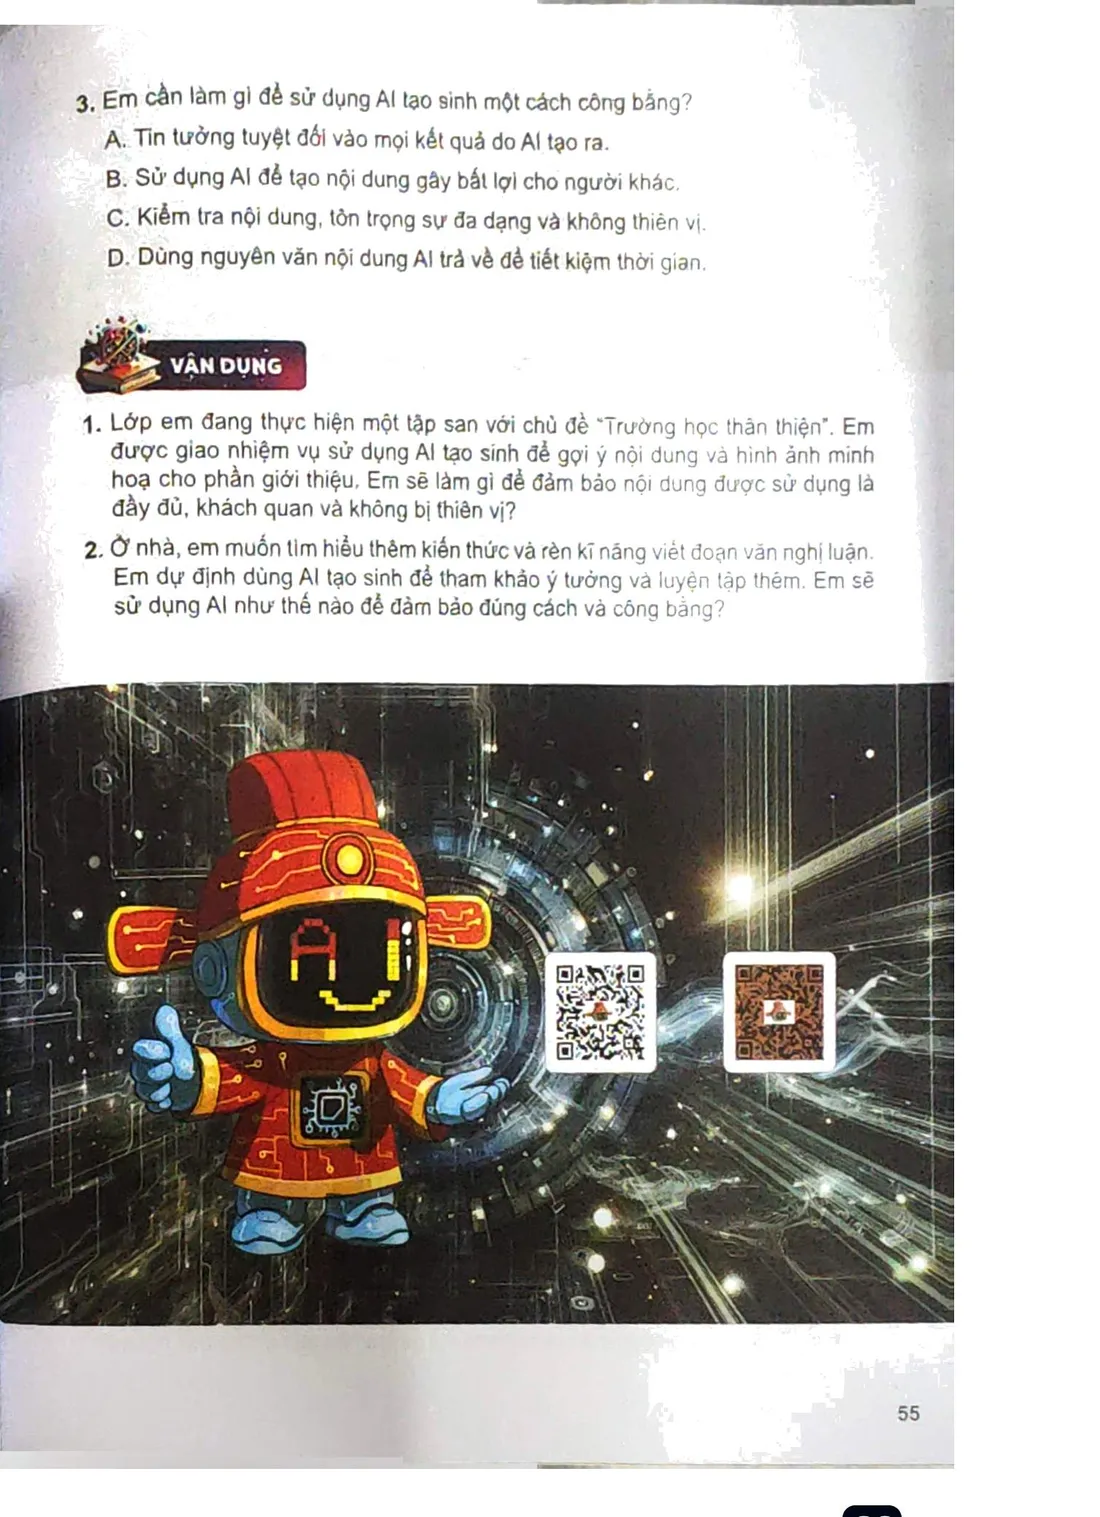 3. Em cần làm gì để sử dụng AI tạo sinh một cách công bằng?
A. Tin tưởng tuyệt đối vào mọi kết quả do AI tạo ra.
B. Sử dụng AI để tạo nội dung gây bất lợi cho người khác.
C. Kiểm tra nội dung, tôn trọng sự đa dạng và không thiên vị.
D. Dùng nguyên văn nội dung AI trả về để tiết kiệm thời gian.
VẬN DỤNG
1. Lớp em đang thực hiện một tập san với chủ đề "Trường học thân thiện". Em
được giao nhiệm vụ sử dụng AI tạo sinh để gợi ý nội dung và hình ảnh minh
hoạ cho phần giới thiệu. Em sẽ làm gì để đảm bảo nội dung được sử dụng là
đầy đủ, khách quan và không bị thiên vị?
2. Ở nhà, em muốn tìm hiểu thêm kiến thức và rèn kĩ năng viết đoạn văn nghị luận.
Em dự định dùng AI tạo sinh để tham khảo ý tưởng và luyện tập thêm. Em sẽ
sử dụng AI như thế nào để đảm bảo đúng cách và công bằng?
AI
55